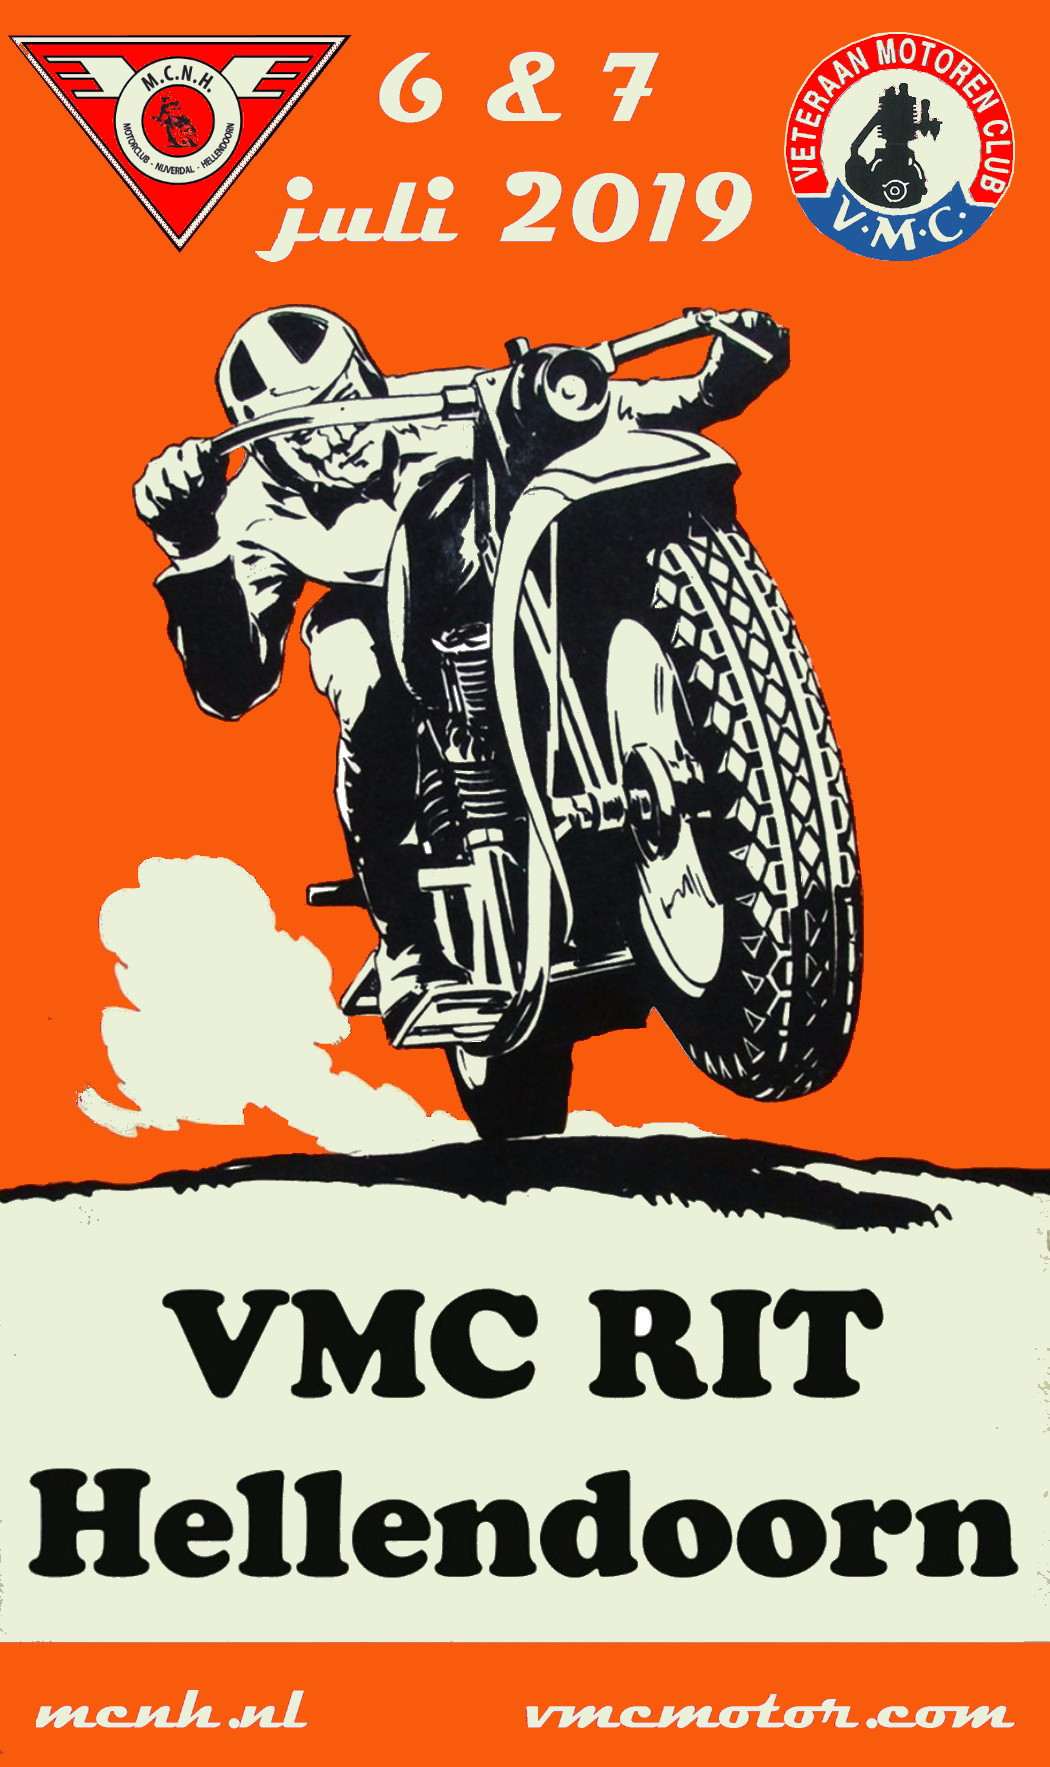 6 & 7
juli 2019
M.C.N.H.
MOTORCLUB - NIJVERDAL - HELLENDOORN
VETERAAN MOTOREN CLUB
V.M.C.
VMC RIT
Hellendoorn
mcnh.nl
vmcmotor.com